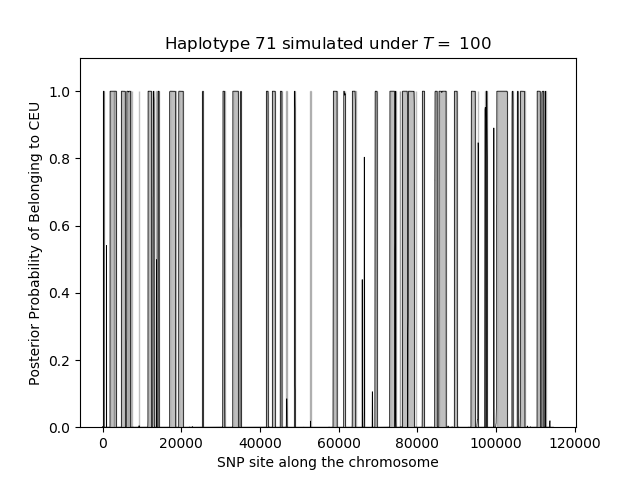 Haplotype 71 simulated under T = 100
Posterior Probability of Belonging to CEU
1.0
0.8
0.6
0.4
0.2
0.0
0 20000 40000 60000 80000 100000 120000
SNP site along the chromosome